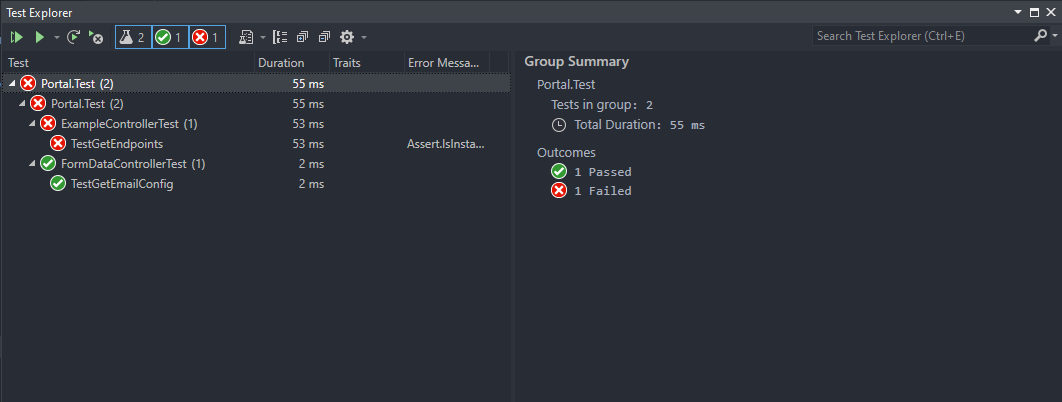 Test Explorer
2 1 1
Search Test Explorer (Ctrl+E)
Test Duration Traits Error Messa...
Portal.Test (2) 55 ms
Portal.Test (2) 55 ms
ExampleControllerTest (1) 53 ms
TestGetEndpoints 53 ms Assert.IsInsta...
FormDataControllerTest (1) 2 ms
TestGetEmailConfig 2 ms
Group Summary
Portal.Test
Tests in group: 2
Total Duration: 55 ms
Outcomes
1 Passed
1 Failed